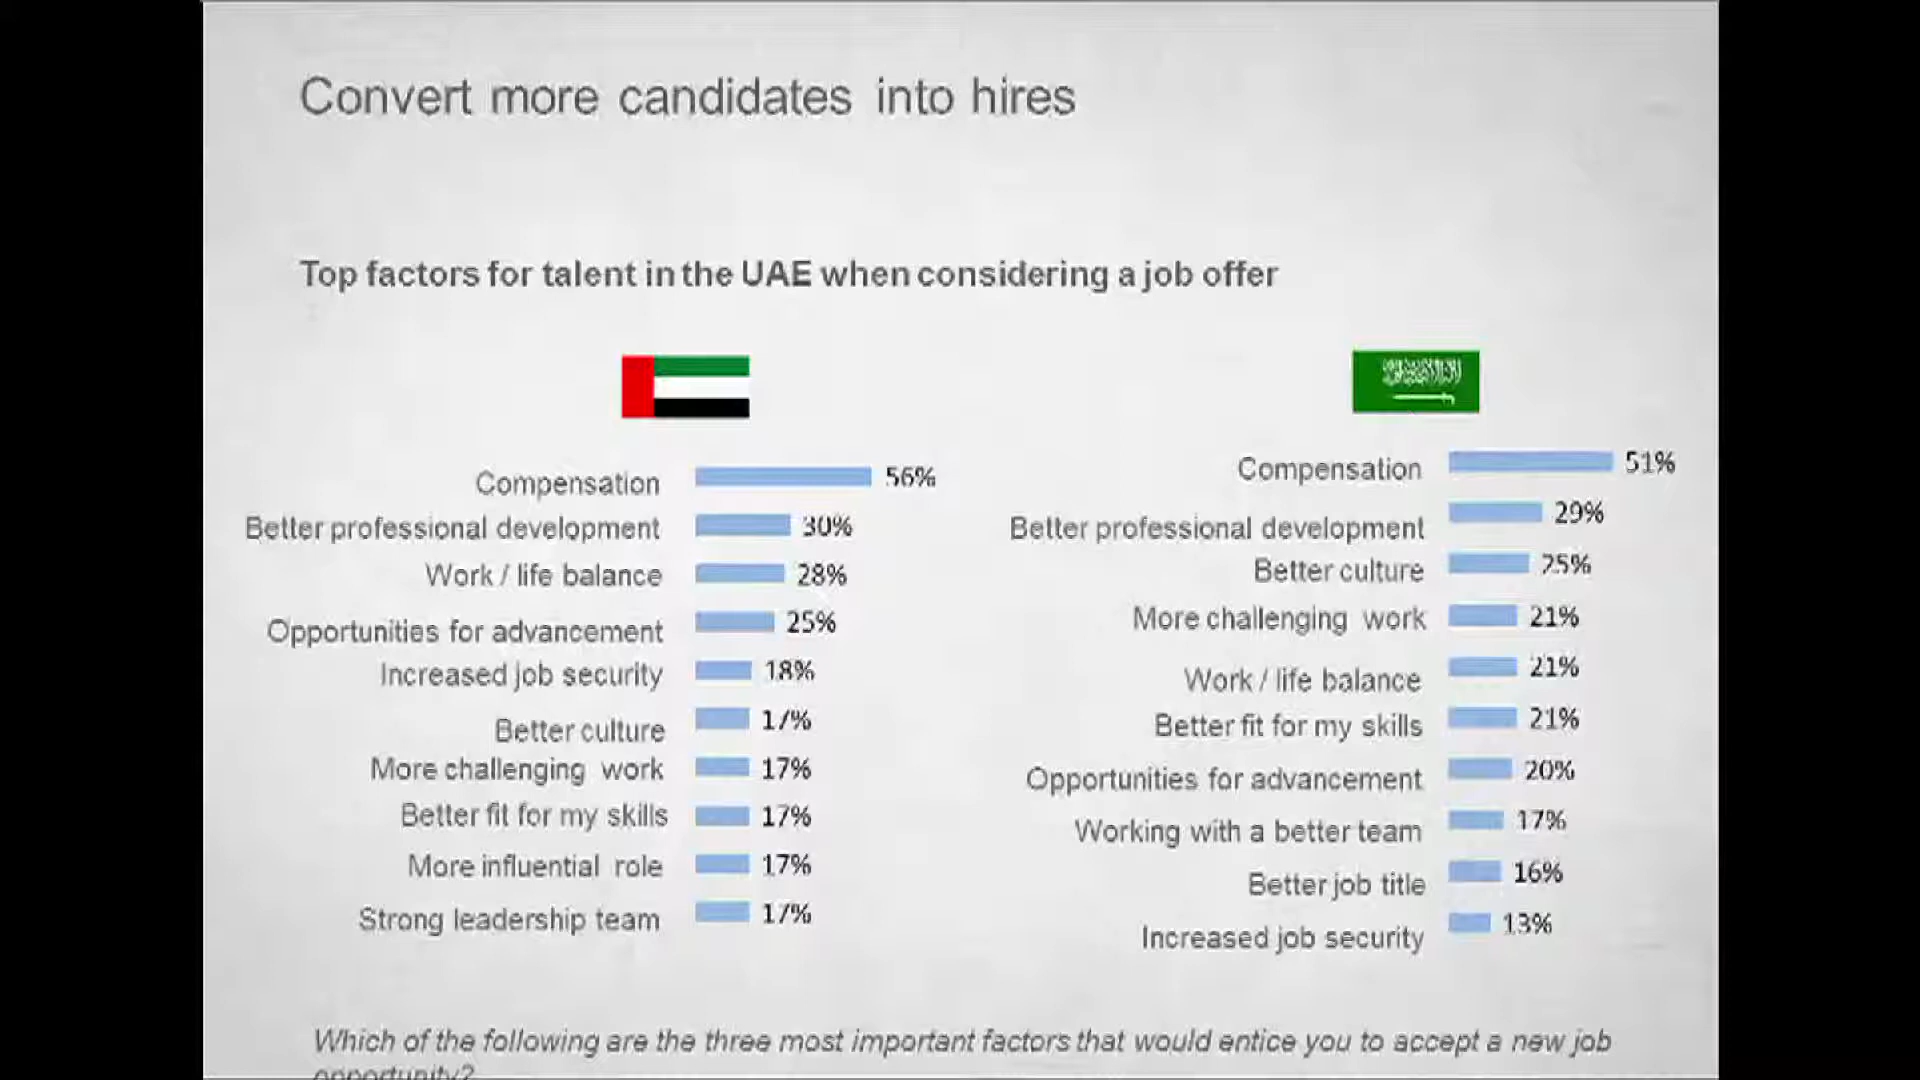 Convert more candidates into hires
Top factors for talent in the UAE when considering a job offer
Compensation 56%
Better professional development 30%
Work / life balance 28%
Opportunities for advancement 25%
Increased job security 18%
Better culture 17%
More challenging work 17%
Better fit for my skills 17%
More influential role 17%
Strong leadership team 17%
Compensation 51%
Better professional development 29%
Better culture 25%
More challenging work 21%
Work / life balance 21%
Better fit for my skills 21%
Opportunities for advancement 20%
Working with a better team 17%
Better job title 16%
Increased job security 13%
Which of the following are the three most important factors that would entice you to accept a new job
opportunity?